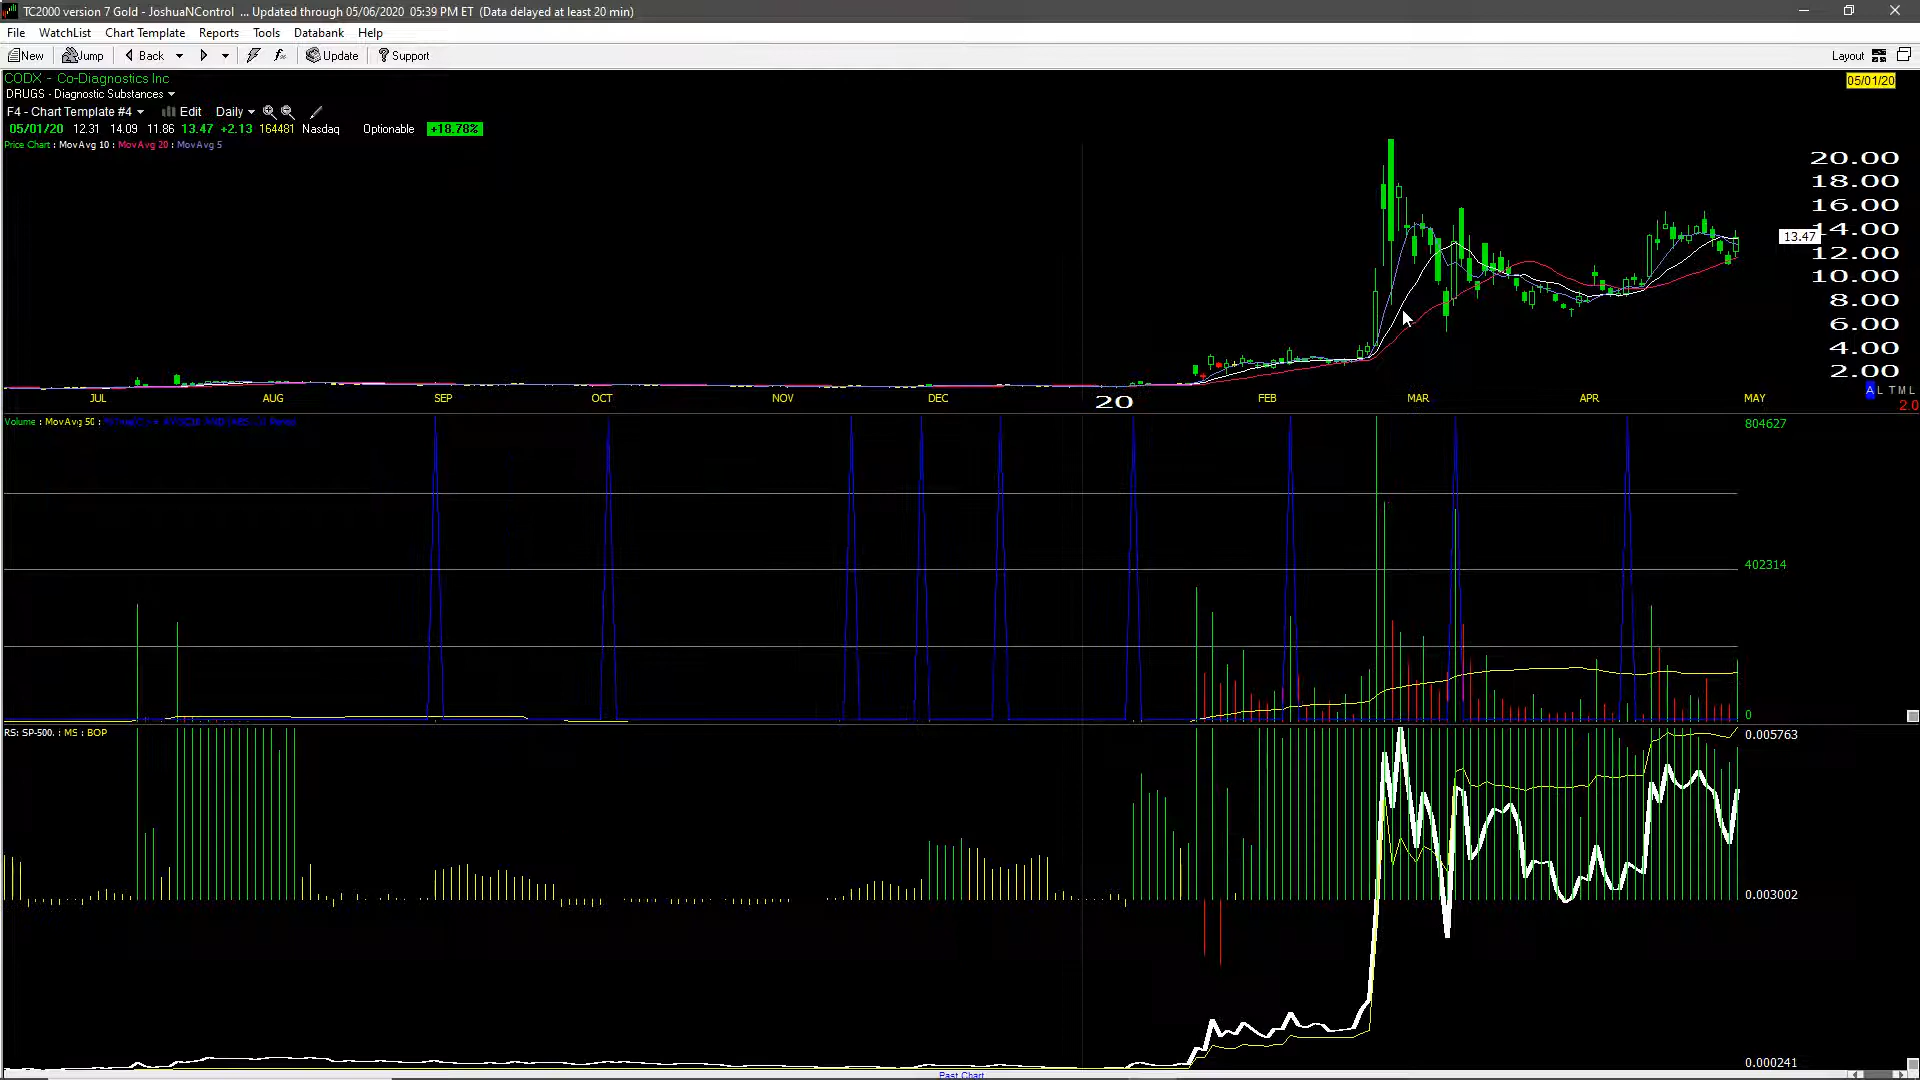 TC2000 version 7 Gold - JoshuaNControl ... Updated through 05/06/2020 05:39 PM ET (Data delayed at least 20 min)
File WatchList Chart Template Reports Tools Databank Help
New Jump Back Update Support Layout
CODX - Co-Diagnostics Inc 05/01/20
DRUGS - Diagnostic Substances
F4 - Chart Template #4 Edit Daily
05/01/20 12.31 14.09 11.86 13.47 +2.13 164481 Nasdaq Optionable +18.78%
Price Chart : MovAvg 10 : MovAvg 20 : MovAvg 5
20.00
18.00
16.00
14.00
13.47
12.00
10.00
8.00
6.00
4.00
2.00
A L T M L
JUL AUG SEP OCT NOV DEC 20 FEB MAR APR MAY
2.0
Volume : MovAvg 50 :
804627
402314
0
RS: SP-500. : MS : BOP
0.005763
0.003002
0.000241
Past Chart